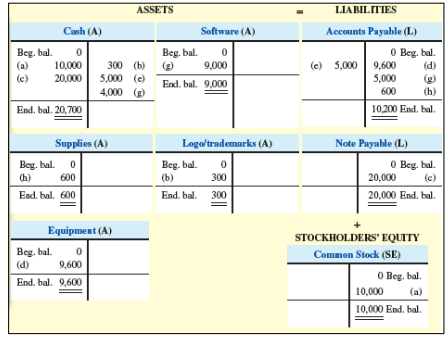 ASSETS = LIABILITIES
Cash (A)
Beg. bal. 0
(a) 10,000 300 (b)
(c) 20,000 5,000 (e)
4,000 (g)
End. bal. 20,700
Software (A)
Beg. bal. 0
(g) 9,000
End. bal. 9,000
Accounts Payable (L)
0 Beg. bal.
(e) 5,000 9,600 (d)
5,000 (g)
600 (h)
10,200 End. bal.
Supplies (A)
Beg. bal. 0
(h) 600
End. bal. 600
Logo/trademarks (A)
Beg. bal. 0
(b) 300
End. bal. 300
Note Payable (L)
0 Beg. bal.
20,000 (c)
20,000 End. bal.
Equipment (A)
Beg. bal. 0
(d) 9,600
End. bal. 9,600
+
STOCKHOLDERS' EQUITY
Common Stock (SE)
0 Beg. bal.
10,000 (a)
10,000 End. bal.